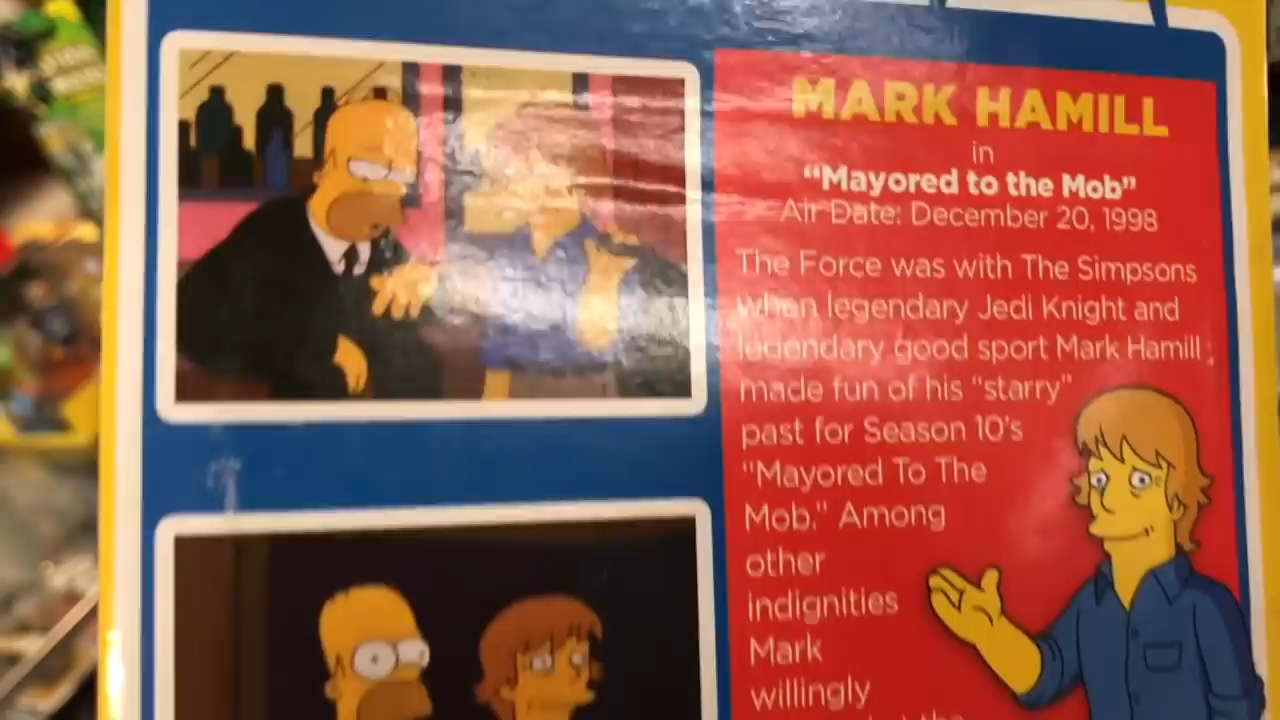 MARK HAMILL
in
“Mayored to the Mob”
Air Date: December 20, 1998
The Force was with The Simpsons
when legendary Jedi Knight and
legendary good sport Mark Hamill
made fun of his “starry”
past for Season 10’s
“Mayored To The
Mob.” Among
other
indignities
Mark
willingly